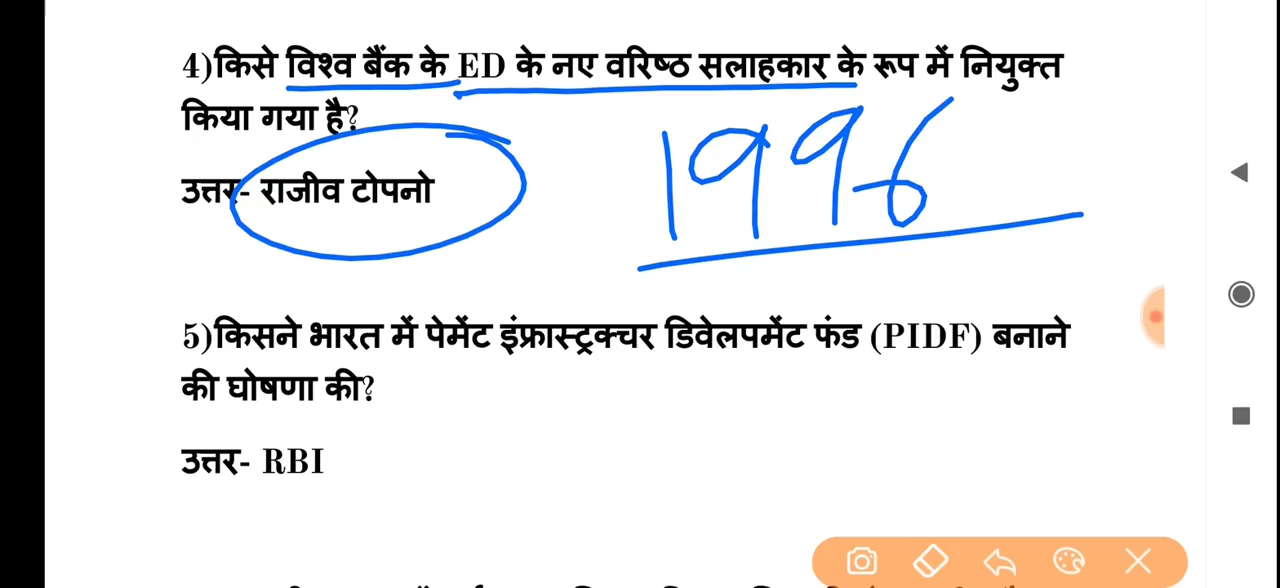 4)किसे विश्व बैंक के ED के नए वरिष्ठ सलाहकार के रूप में नियुक्त
किया गया है?
1996
उत्तर- राजीव टोपनो
5)किसने भारत में पेमेंट इंफ्रास्ट्रक्चर डिवेलपमेंट फंड (PIDF) बनाने
की घोषणा की?
उत्तर- RBI